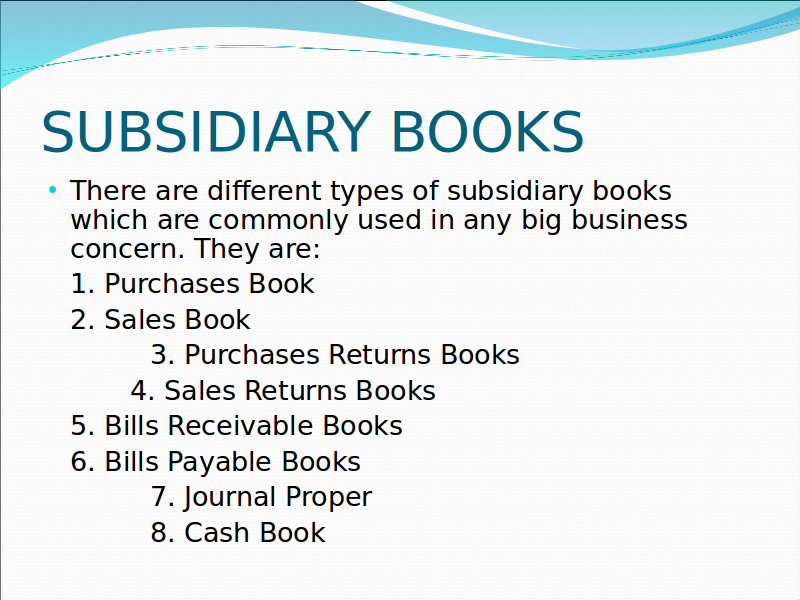 SUBSIDIARY BOOKS
• There are different types of subsidiary books
which are commonly used in any big business
concern. They are:
1. Purchases Book
2. Sales Book
3. Purchases Returns Books
4. Sales Returns Books
5. Bills Receivable Books
6. Bills Payable Books
7. Journal Proper
8. Cash Book